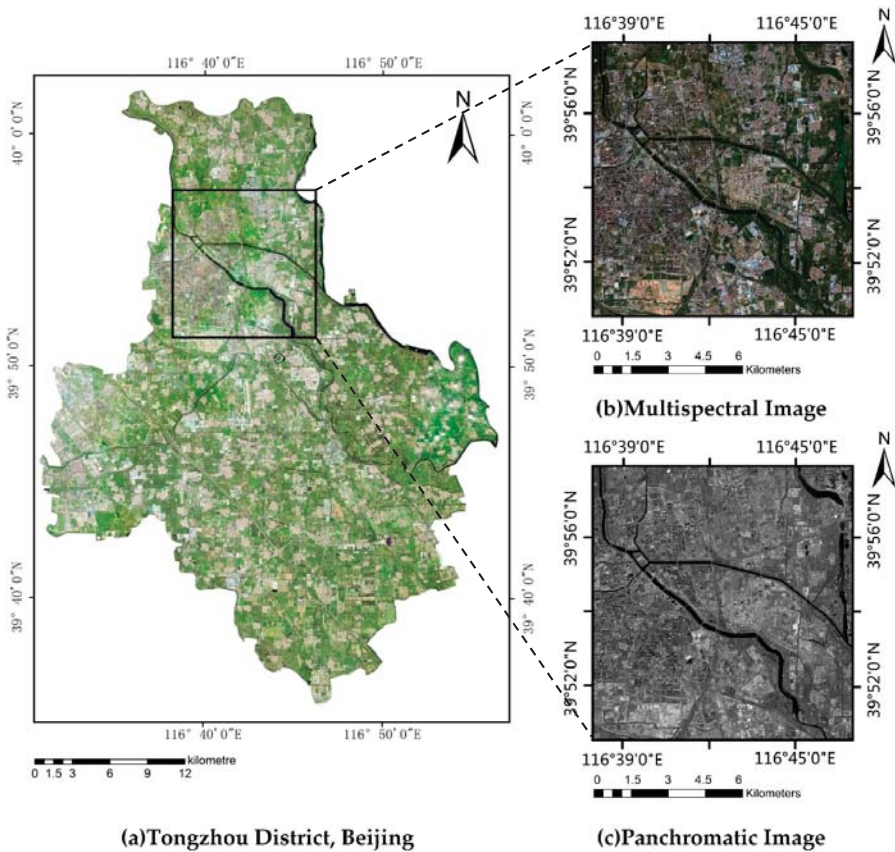 116° 40′ 0″E 116° 50′ 0″E
N
40° 0′ 0″N
40° 0′ 0″N
39° 50′ 0″N
39° 50′ 0″N
39° 40′ 0″N
39° 40′ 0″N
116° 40′ 0″E 116° 50′ 0″E
kilometre
0 1.5 3 6 9 12
(a)Tongzhou District, Beijing
116°39'0"E 116°45'0"E
N
39°56'0"N
39°56'0"N
39°52'0"N
39°52'0"N
116°39'0"E 116°45'0"E
0 1.5 3 4.5 6
Kilometers
(b)Multispectral Image
116°39'0"E 116°45'0"E
N
39°56'0"N
39°56'0"N
39°52'0"N
39°52'0"N
116°39'0"E 116°45'0"E
0 1.5 3 4.5 6
Kilometers
(c)Panchromatic Image